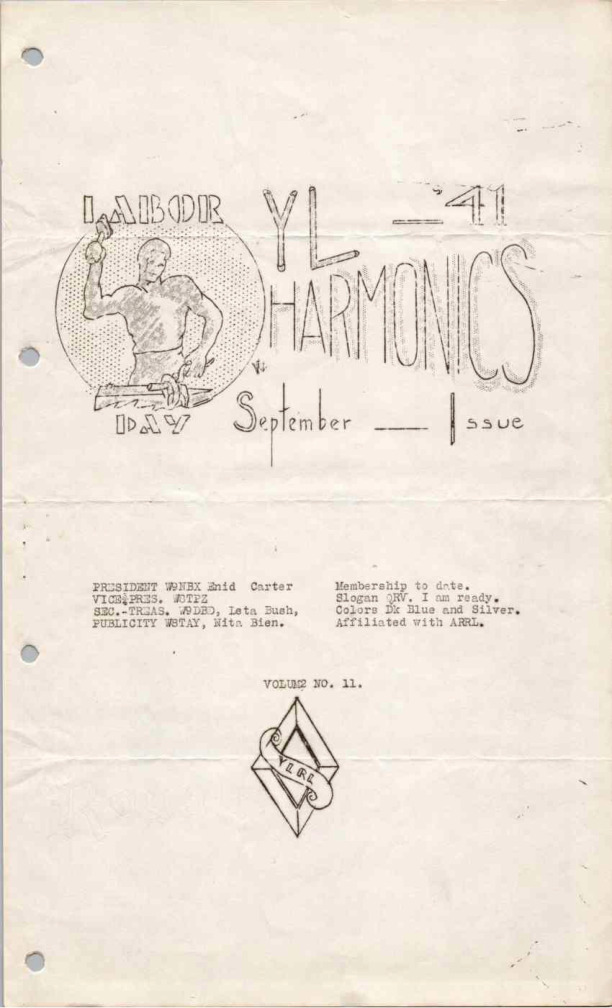 LABOR
DAY
YL — '41
HARMONICS
September — Issue
PRESIDENT W9NBX Enid Carter
VICE-PRES. WOTPZ
SEC.-TREAS. W9DBD, Leta Bush,
PUBLICITY W8TAY, Nita Bien.
Membership to date.
Slogan QRV. I am ready.
Colors Dk Blue and Silver.
Affiliated with ARRL.
VOLUME NO. 11.
YLRL